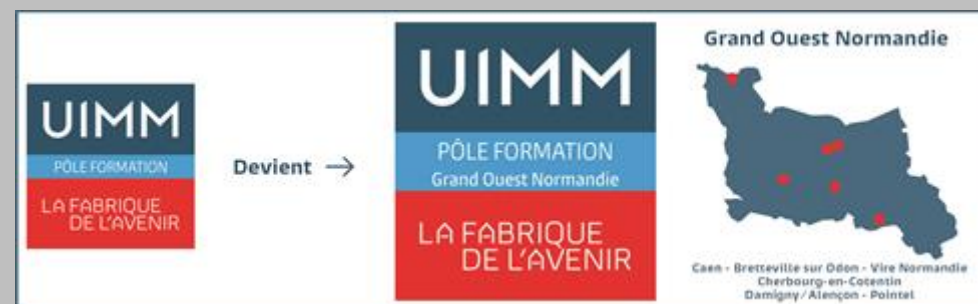 UIMM
PÔLE FORMATION
LA FABRIQUE
DE L'AVENIR
Devient →
UIMM
PÔLE FORMATION
Grand Ouest Normandie
LA FABRIQUE
DE L'AVENIR
Grand Ouest Normandie
Caen - Bretteville sur Odon - Vire Normandie
Cherbourg-en-Cotentin
Damigny/Alençon - Pointel